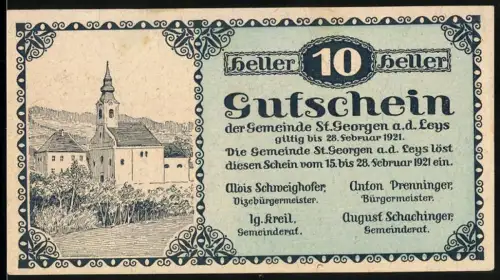 Heller 10 Heller
Gutschein
der Gemeinde St. Georgen a.d. Leys
giltig bis 28. Februar 1921.
Die Gemeinde St. Georgen a.d. Leys löst
diesen Schein vom 15. bis 28. Februar 1921 ein.
Alois Schweighofer,
Vizebürgermeister.
Anton Prenninger,
Bürgermeister.
Ig. Kreil,
Gemeinderat.
August Schachinger,
Gemeinderat.